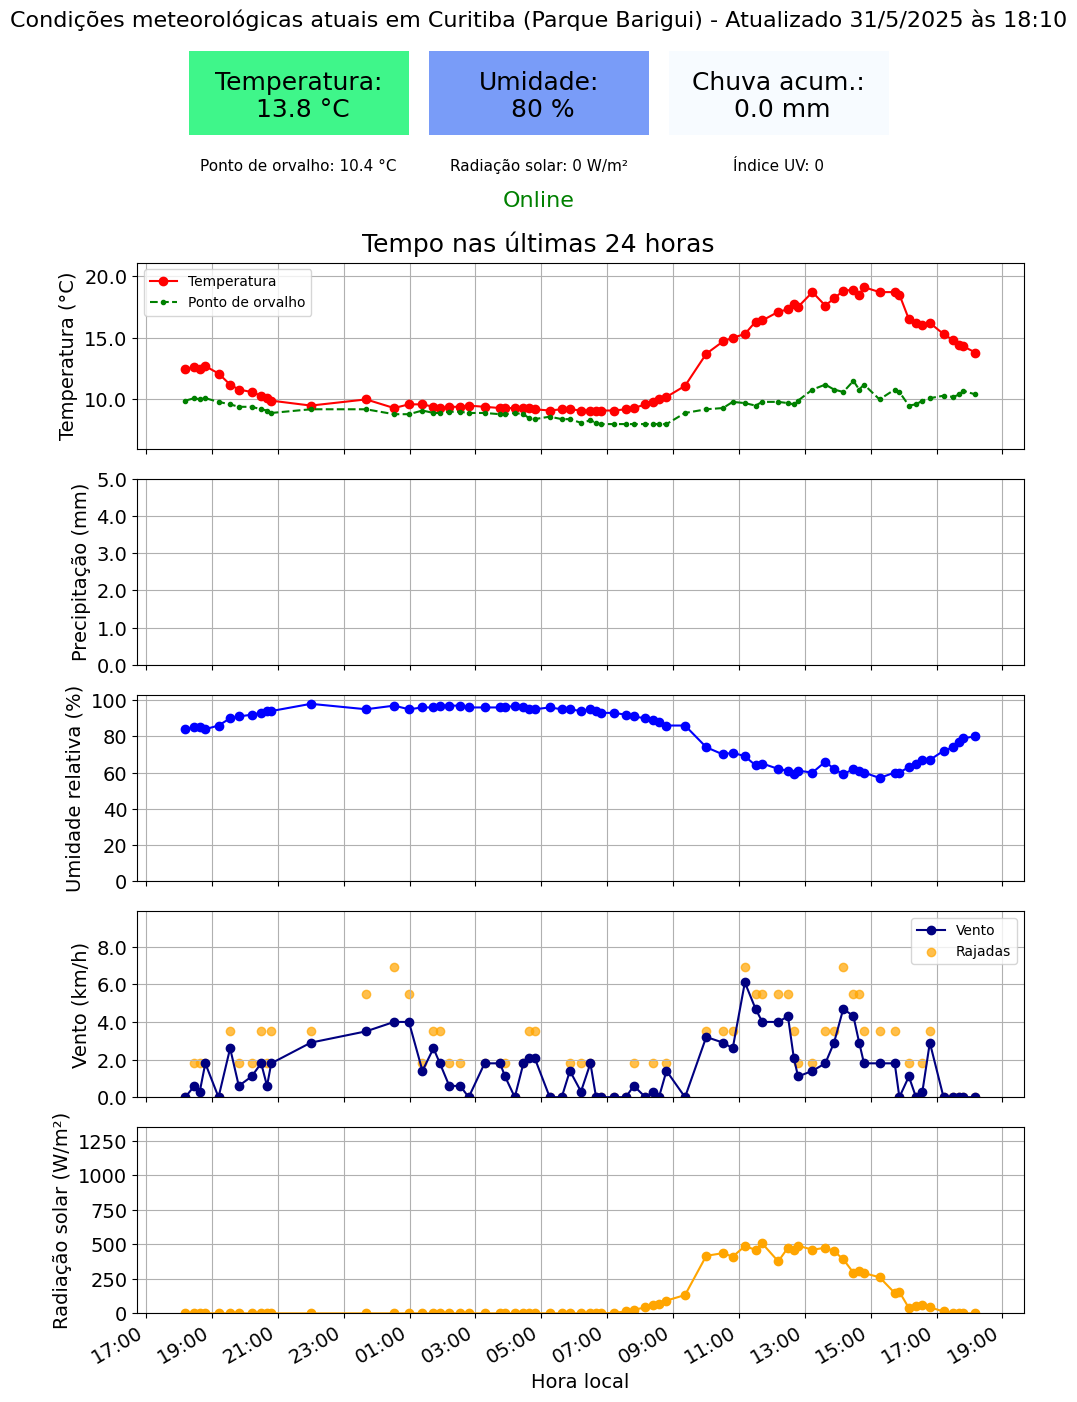 Condições meteorológicas atuais em Curitiba (Parque Barigui) - Atualizado 31/5/2025 às 18:10
Temperatura:
13.8 °C
Umidade:
80 %
Chuva acum.:
0.0 mm
Ponto de orvalho: 10.4 °C
Radiação solar: 0 W/m²
Índice UV: 0
Online
Tempo nas últimas 24 horas
Temperatura (°C)
20.0
15.0
10.0
Temperatura
Ponto de orvalho
Precipitação (mm)
5.0
4.0
3.0
2.0
1.0
0.0
Umidade relativa (%)
100
80
60
40
20
0
Vento (km/h)
8.0
6.0
4.0
2.0
0.0
Vento
Rajadas
Radiação solar (W/m²)
1250
1000
750
500
250
0
17:00
19:00
21:00
23:00
01:00
03:00
05:00
07:00
09:00
11:00
13:00
15:00
17:00
19:00
Hora local